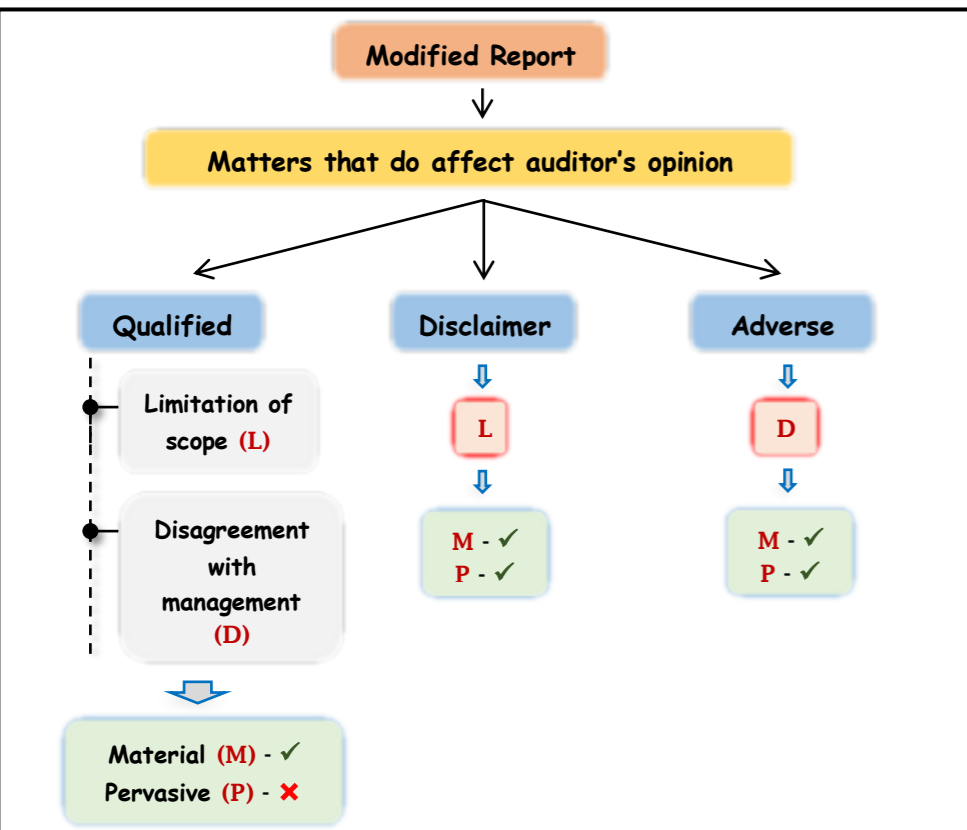 Modified Report
Matters that do affect auditor's opinion
Qualified
Limitation of
scope (L)
Disagreement
with
management
(D)
Material (M) - ✓
Pervasive (P) - ✖
Disclaimer
L
M - ✓
P - ✓
Adverse
D
M - ✓
P - ✓